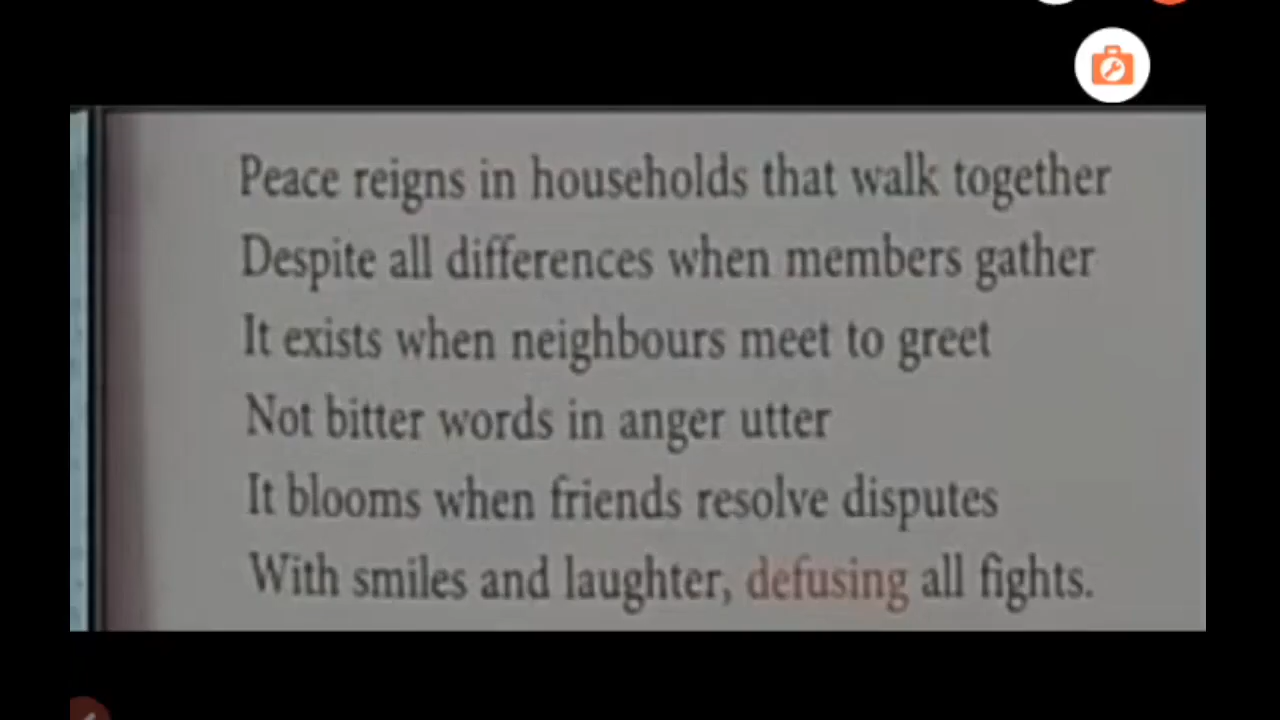 Peace reigns in households that walk together
Despite all differences when members gather
It exists when neighbours meet to greet
Not bitter words in anger utter
It blooms when friends resolve disputes
With smiles and laughter, defusing all fights.